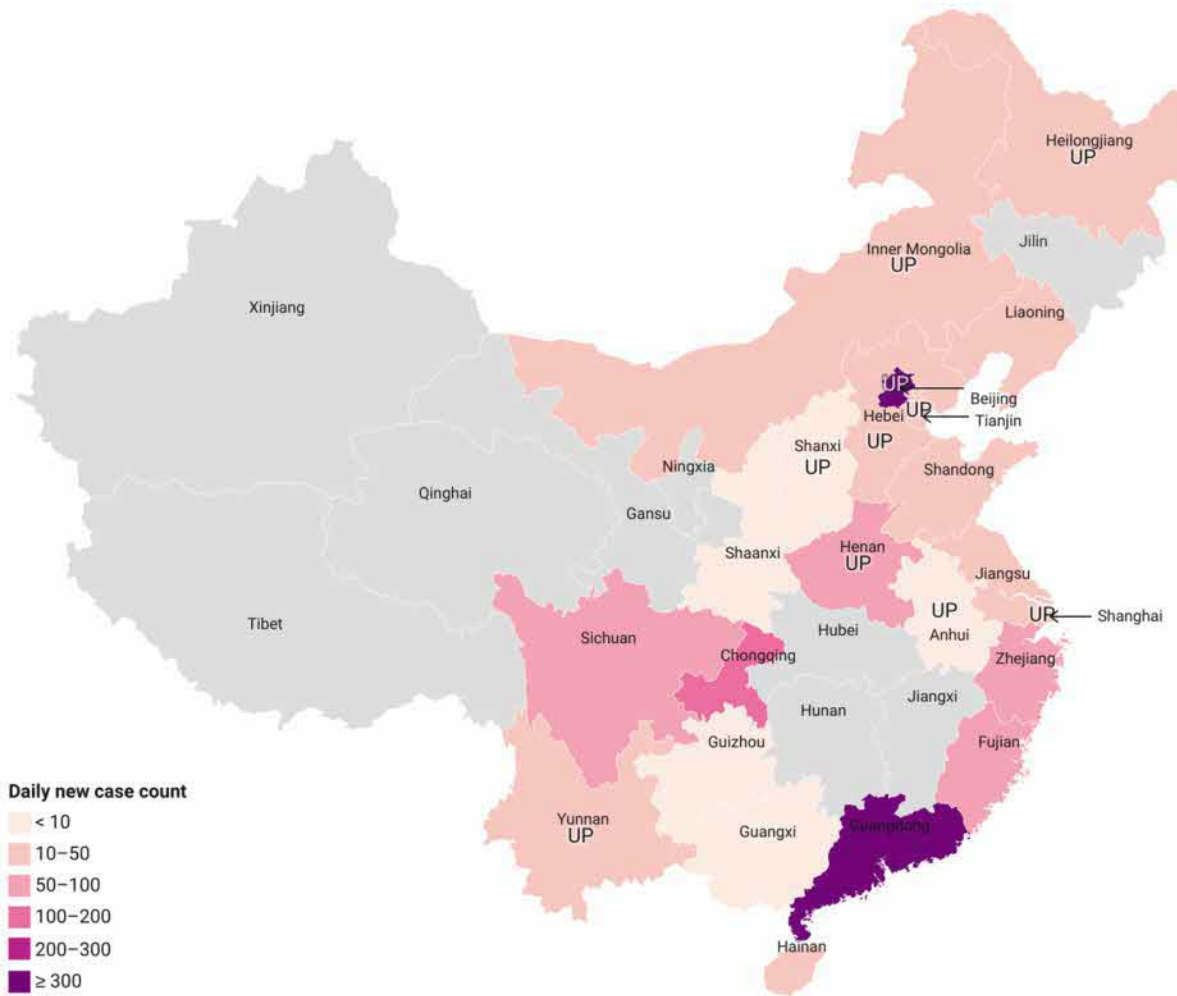 Heilongjiang
UP
Jilin
Inner Mongolia
UP
Liaoning
Xinjiang
UP
Beijing
UP
Tianjin
Hebei
UP
Shanxi
UP
Ningxia
Shandong
Qinghai
Gansu
Shaanxi
Henan
UP
Jiangsu
UP
Anhui
UP
Shanghai
Tibet
Sichuan
Hubei
Chongqing
Zhejiang
Jiangxi
Hunan
Guizhou
Fujian
Yunnan
UP
Guangxi
Guangdong
Hainan
Daily new case count
< 10
10–50
50–100
100–200
200–300
≥ 300